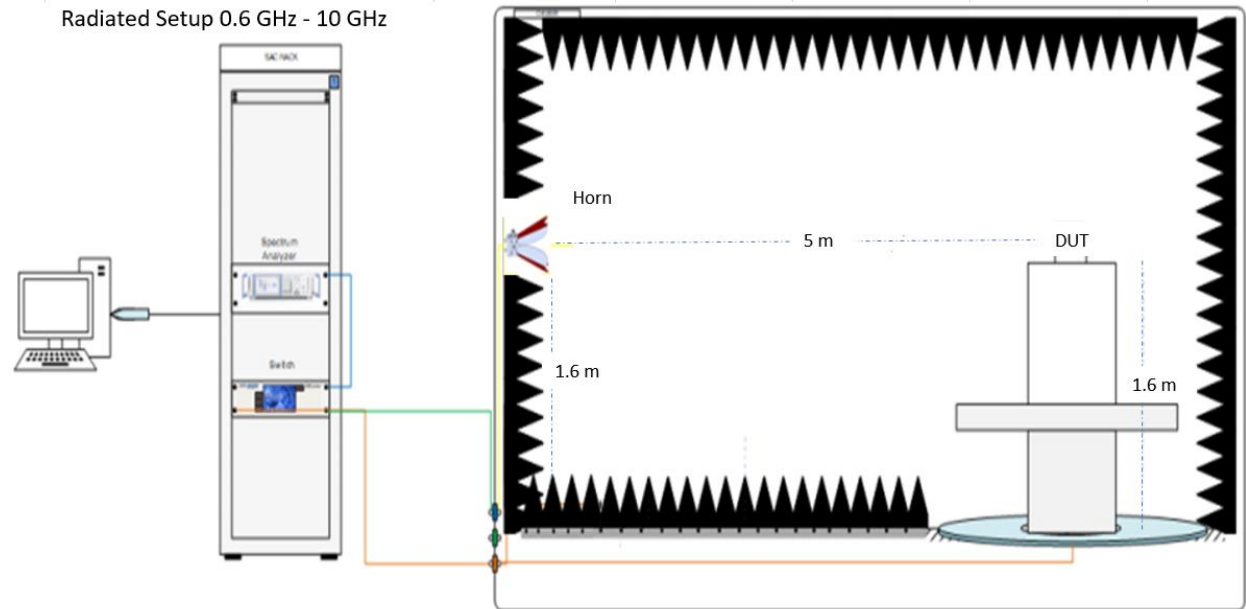 Radiated Setup 0.6 GHz - 10 GHz
SAC RACK
Horn
5 m
DUT
Spectrum
Analyzer
1.6 m
Switch
1.6 m